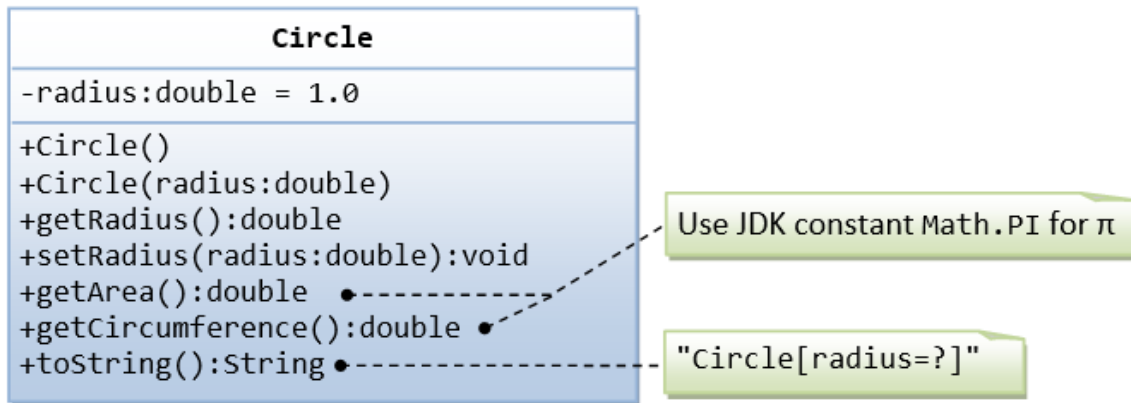 Circle
-radius:double = 1.0
+Circle()
+Circle(radius:double)
+getRadius():double
+setRadius(radius:double):void
+getArea():double
+getCircumference():double
+toString():String
Use JDK constant Math.PI for π
"Circle[radius=?]"